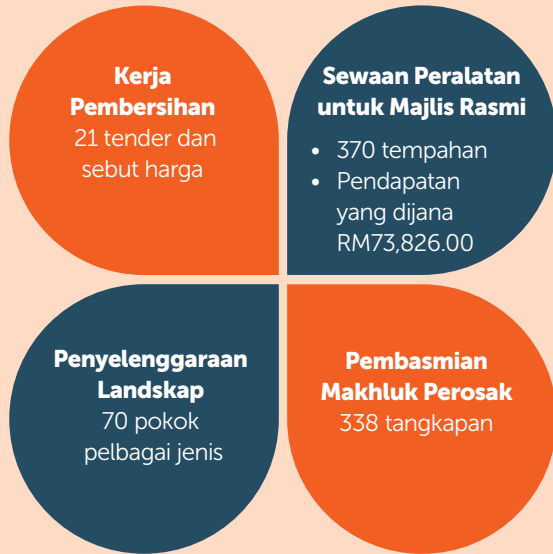 Kerja
Pembersihan
21 tender dan
sebut harga
Sewaan Peralatan
untuk Majlis Rasmi
• 370 tempahan
• Pendapatan
yang dijana
RM73,826.00
Penyelenggaraan
Landskap
70 pokok
pelbagai jenis
Pembasmian
Makhluk Perosak
338 tangkapan